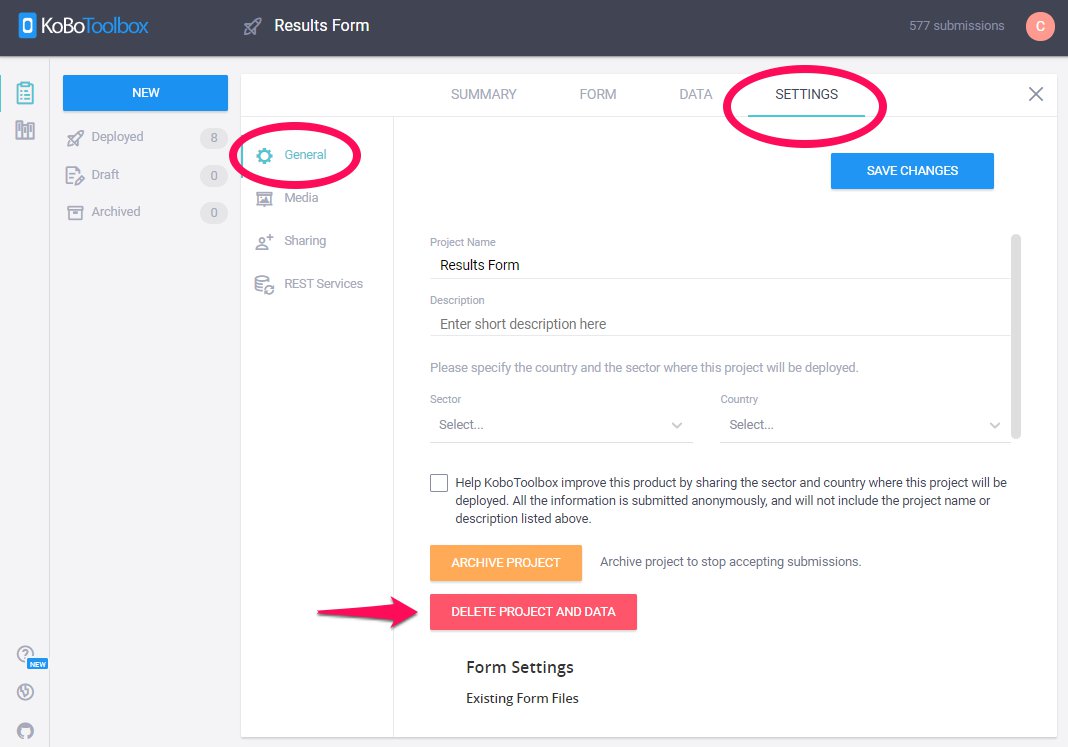 KoBoToolbox
Results Form
577 submissions
C
NEW
Deployed 8
Draft 0
Archived 0
SUMMARY FORM DATA SETTINGS
General
Media
Sharing
REST Services
SAVE CHANGES
Project Name
Results Form
Description
Enter short description here
Please specify the country and the sector where this project will be deployed.
Sector Country
Select... Select...
Help KoboToolbox improve this product by sharing the sector and country where this project will be
deployed. All the information is submitted anonymously, and will not include the project name or
description listed above.
ARCHIVE PROJECT Archive project to stop accepting submissions.
DELETE PROJECT AND DATA
Form Settings
Existing Form Files
NEW